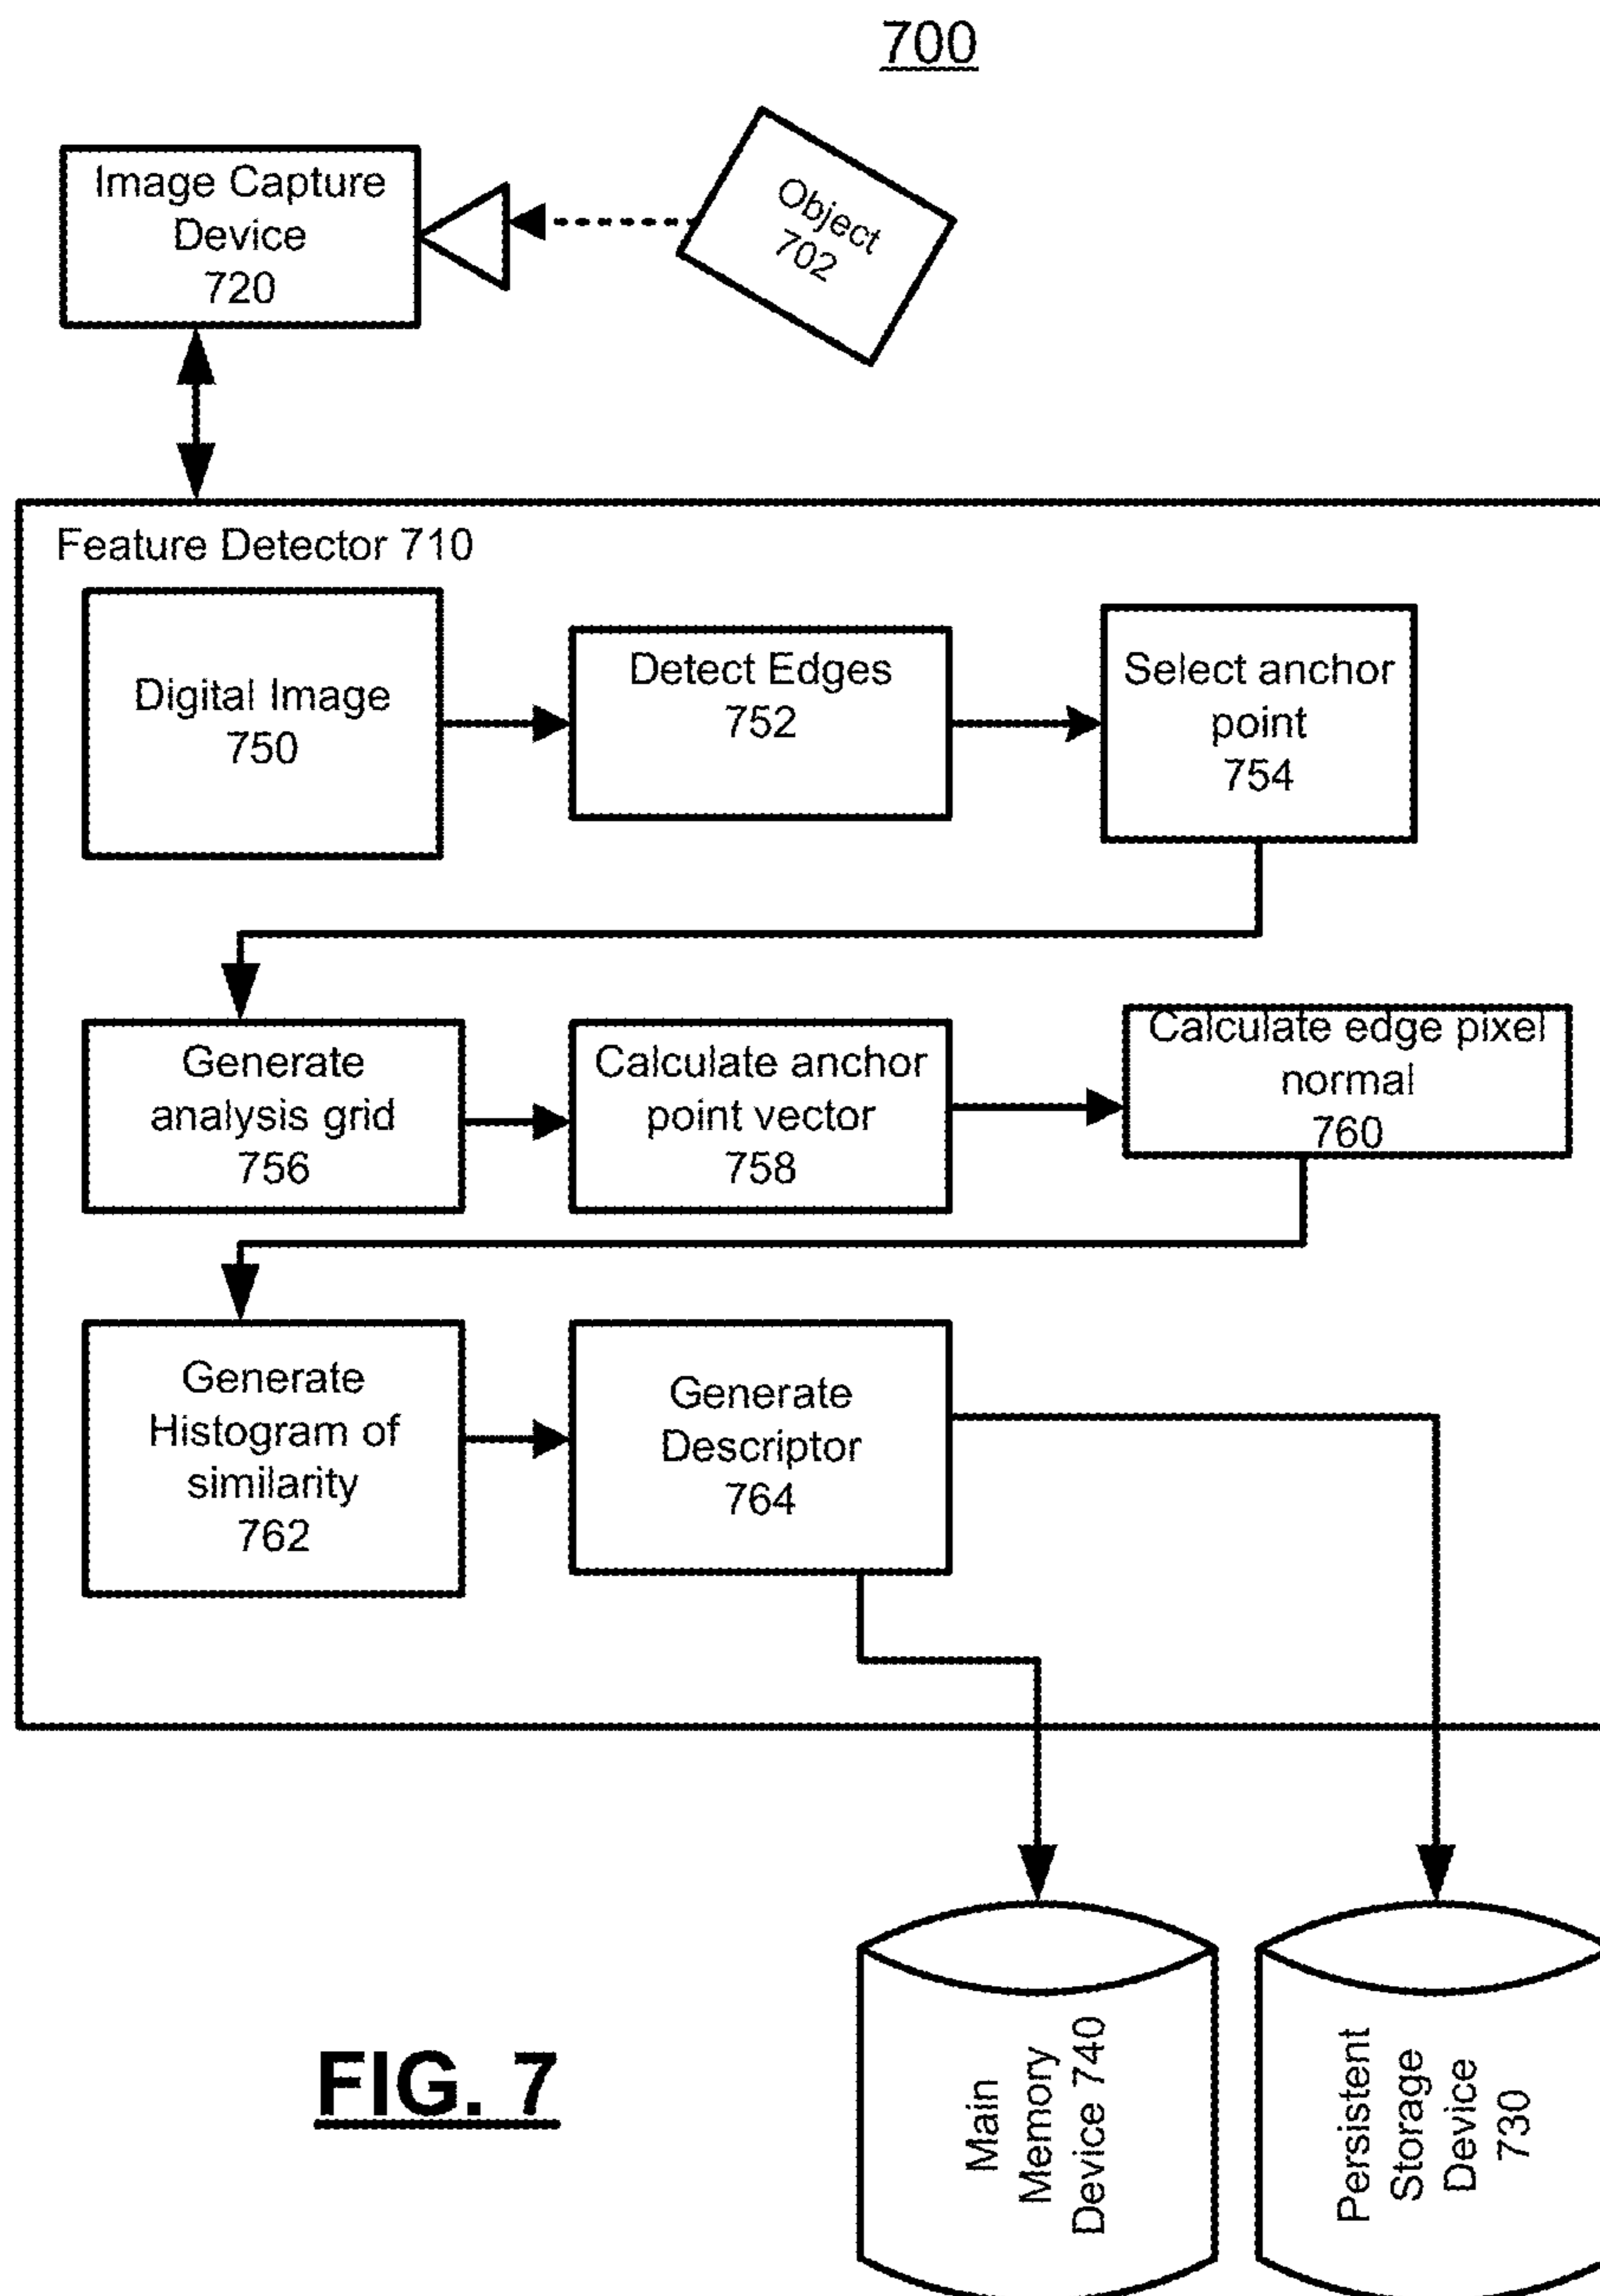 700
Image Capture
Device
720
Object
702
Feature Detector 710
Digital Image
750
Detect Edges
752
Select anchor
point
754
Generate
analysis grid
756
Calculate anchor
point vector
758
Calculate edge pixel
normal
760
Generate
Histogram of
similarity
762
Generate
Descriptor
764
Main
Memory
Device 740
Persistent
Storage
Device
730
FIG. 7